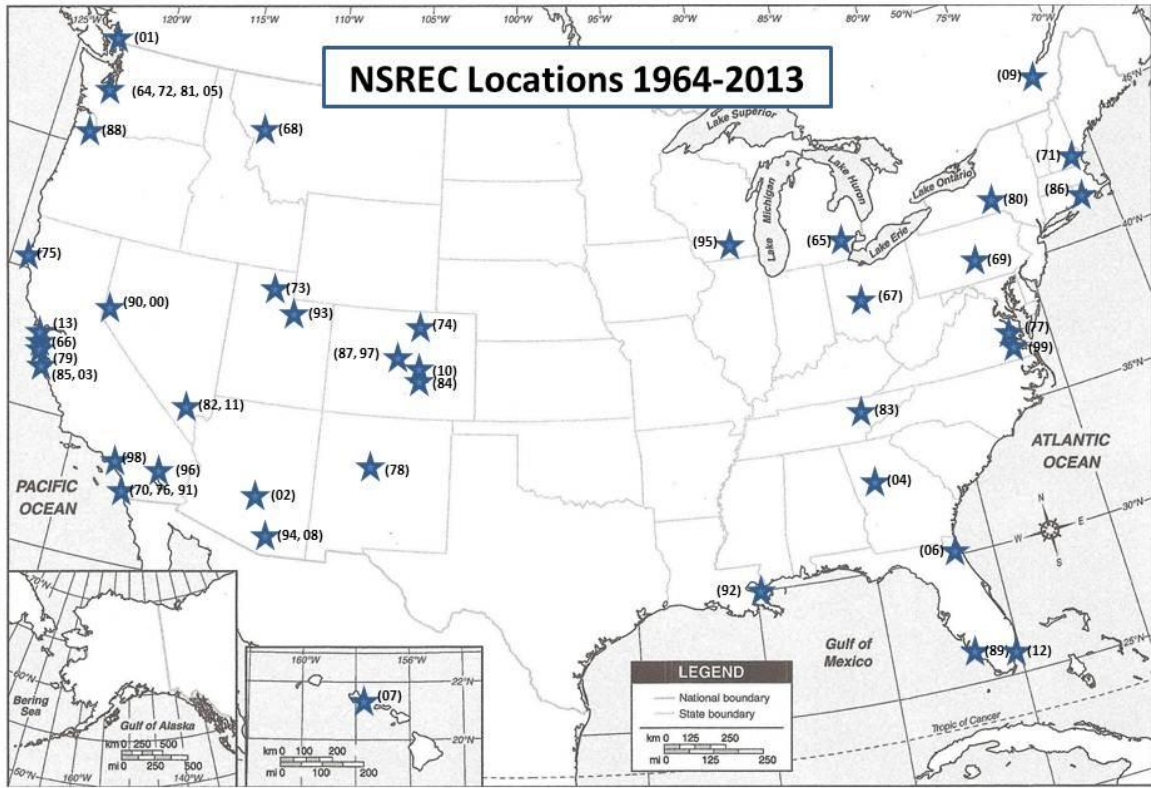 125°W
120°W
115°W
110°W
105°W
100°W
95°W
90°W
85°W
80°W
50°N
75°W
70°W
45°N
NSREC Locations 1964-2013
(01)
(64, 72, 81, 05)
(88)
(68)
(09)
Lake Superior
Lake Michigan
Lake Huron
Lake Ontario
Lake Erie
(71)
(86)
(80)
40°N
(75)
(95)
(65)
(69)
(73)
(90, 00)
(93)
(67)
(13)
(66)
(79)
(85, 03)
(74)
(87, 97)
(10)
(84)
(77)
(99)
35°N
(82, 11)
(83)
ATLANTIC
OCEAN
(98)
(96)
(70, 76, 91)
(78)
(02)
(04)
PACIFIC
OCEAN
N
W
E
S
30°N
(94, 08)
(06)
(92)
Gulf of
Mexico
(89)
(12)
25°N
70°N
60°N
Bering
Sea
Gulf of Alaska
km 0 250 500
mi 0 250 500
50°N
160°W
140°W
160°W
156°W
22°N
(07)
20°N
km 0 100 200
mi 0 100 200
LEGEND
National boundary
State boundary
km 0 125 250
mi 0 125 250
Tropic of Cancer